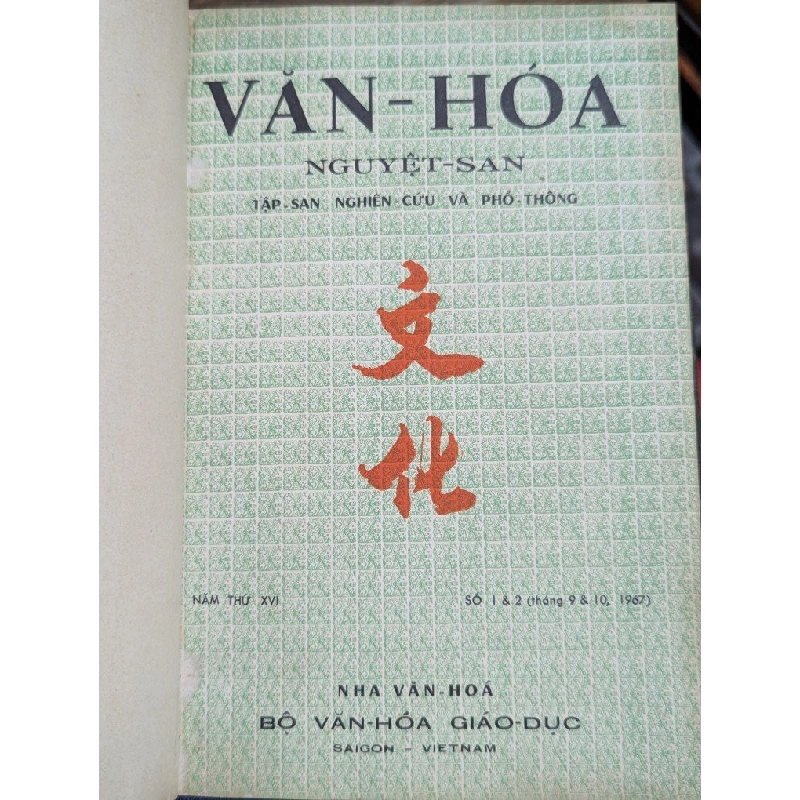 VĂN-HÓA
NGUYỆT-SAN
TẬP-SAN NGHIÊN-CỨU VÀ PHỔ-THÔNG
文
化
NĂM THỨ XVI
SỐ 1 & 2 (tháng 9 & 10, 1967)
NHA VĂN-HOÁ
BỘ VĂN-HÓA GIÁO-DỤC
SAIGON - VIETNAM